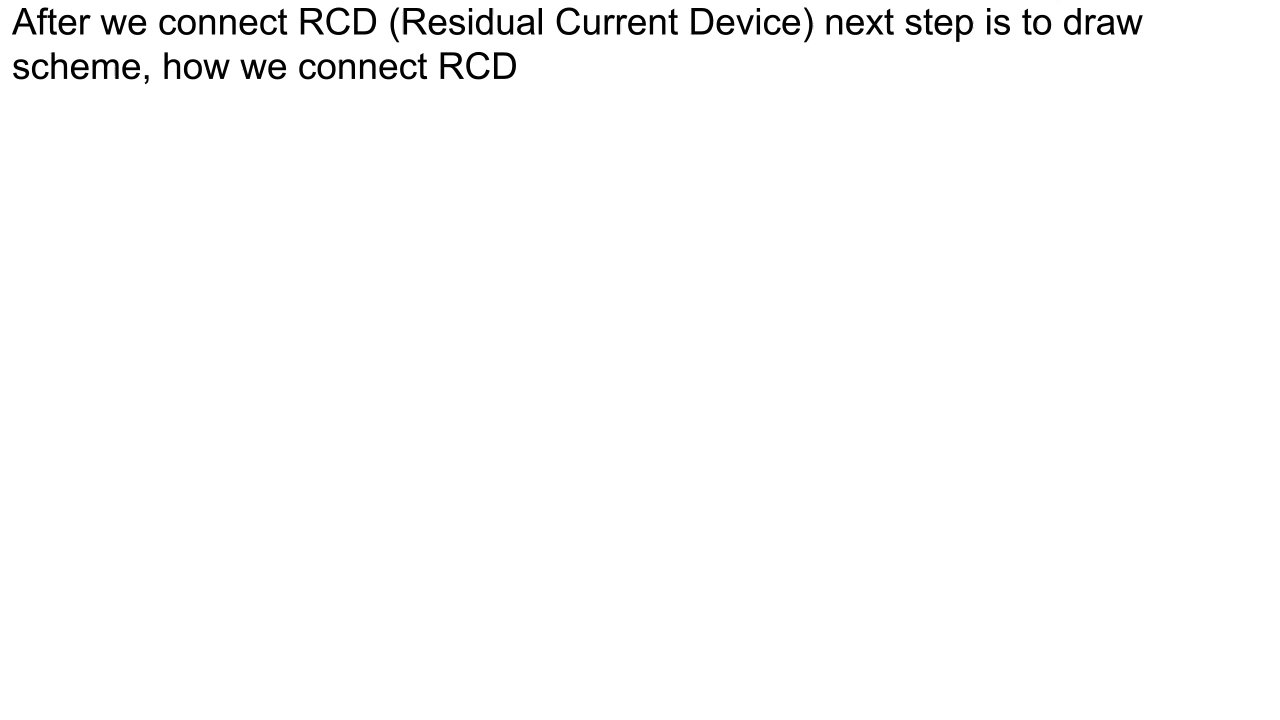 After we connect RCD (Residual Current Device) next step is to draw
scheme, how we connect RCD